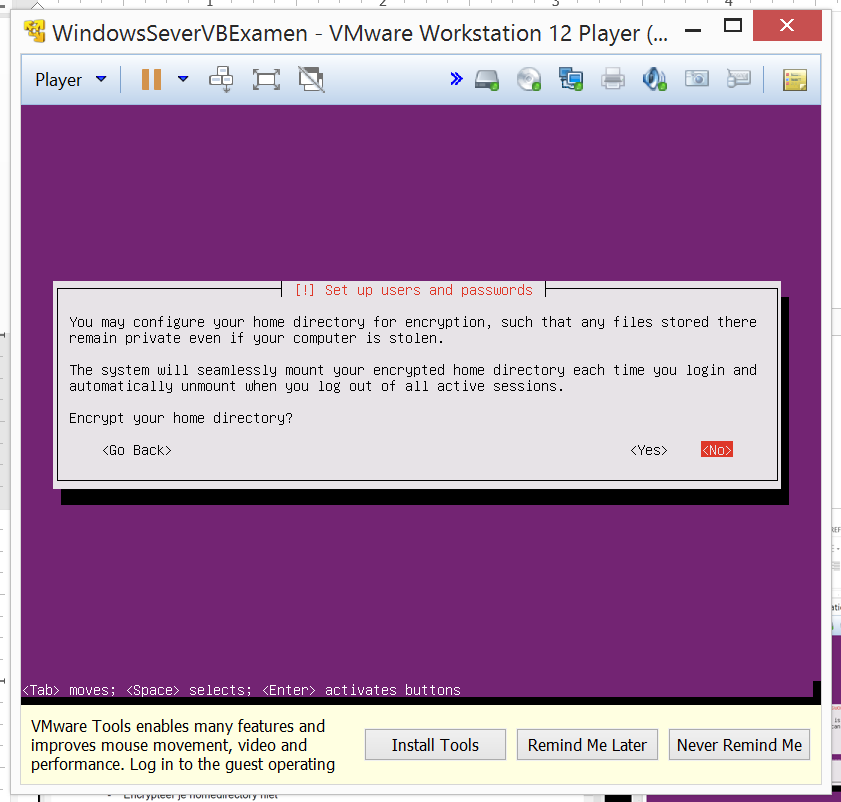 1 2 3 4
WindowsSeverVBExamen - VMware Workstation 12 Player (...
Player
[!] Set up users and passwords
You may configure your home directory for encryption, such that any files stored there
remain private even if your computer is stolen.
The system will seamlessly mount your encrypted home directory each time you login and
automatically unmount when you log out of all active sessions.
Encrypt your home directory?
<Go Back> <Yes> <No>
<Tab> moves; <Space> selects; <Enter> activates buttons
VMware Tools enables many features and
improves mouse movement, video and
performance. Log in to the guest operating
Install Tools Remind Me Later Never Remind Me
Encrypteer je homedirectory niet